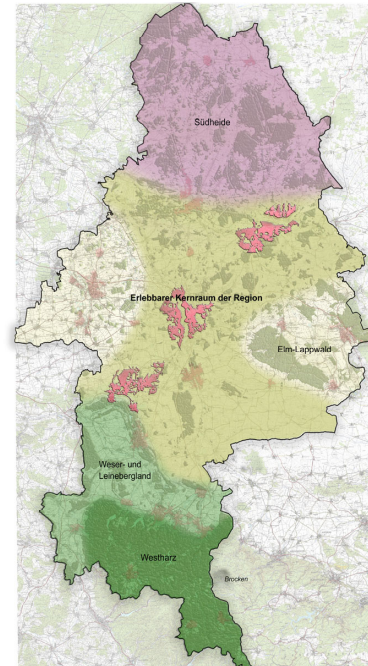 Südheide
Erlebbarer Kernraum der Region
Elm-Lappwald
Weser- und
Leinebergland
Westharz
Brocken